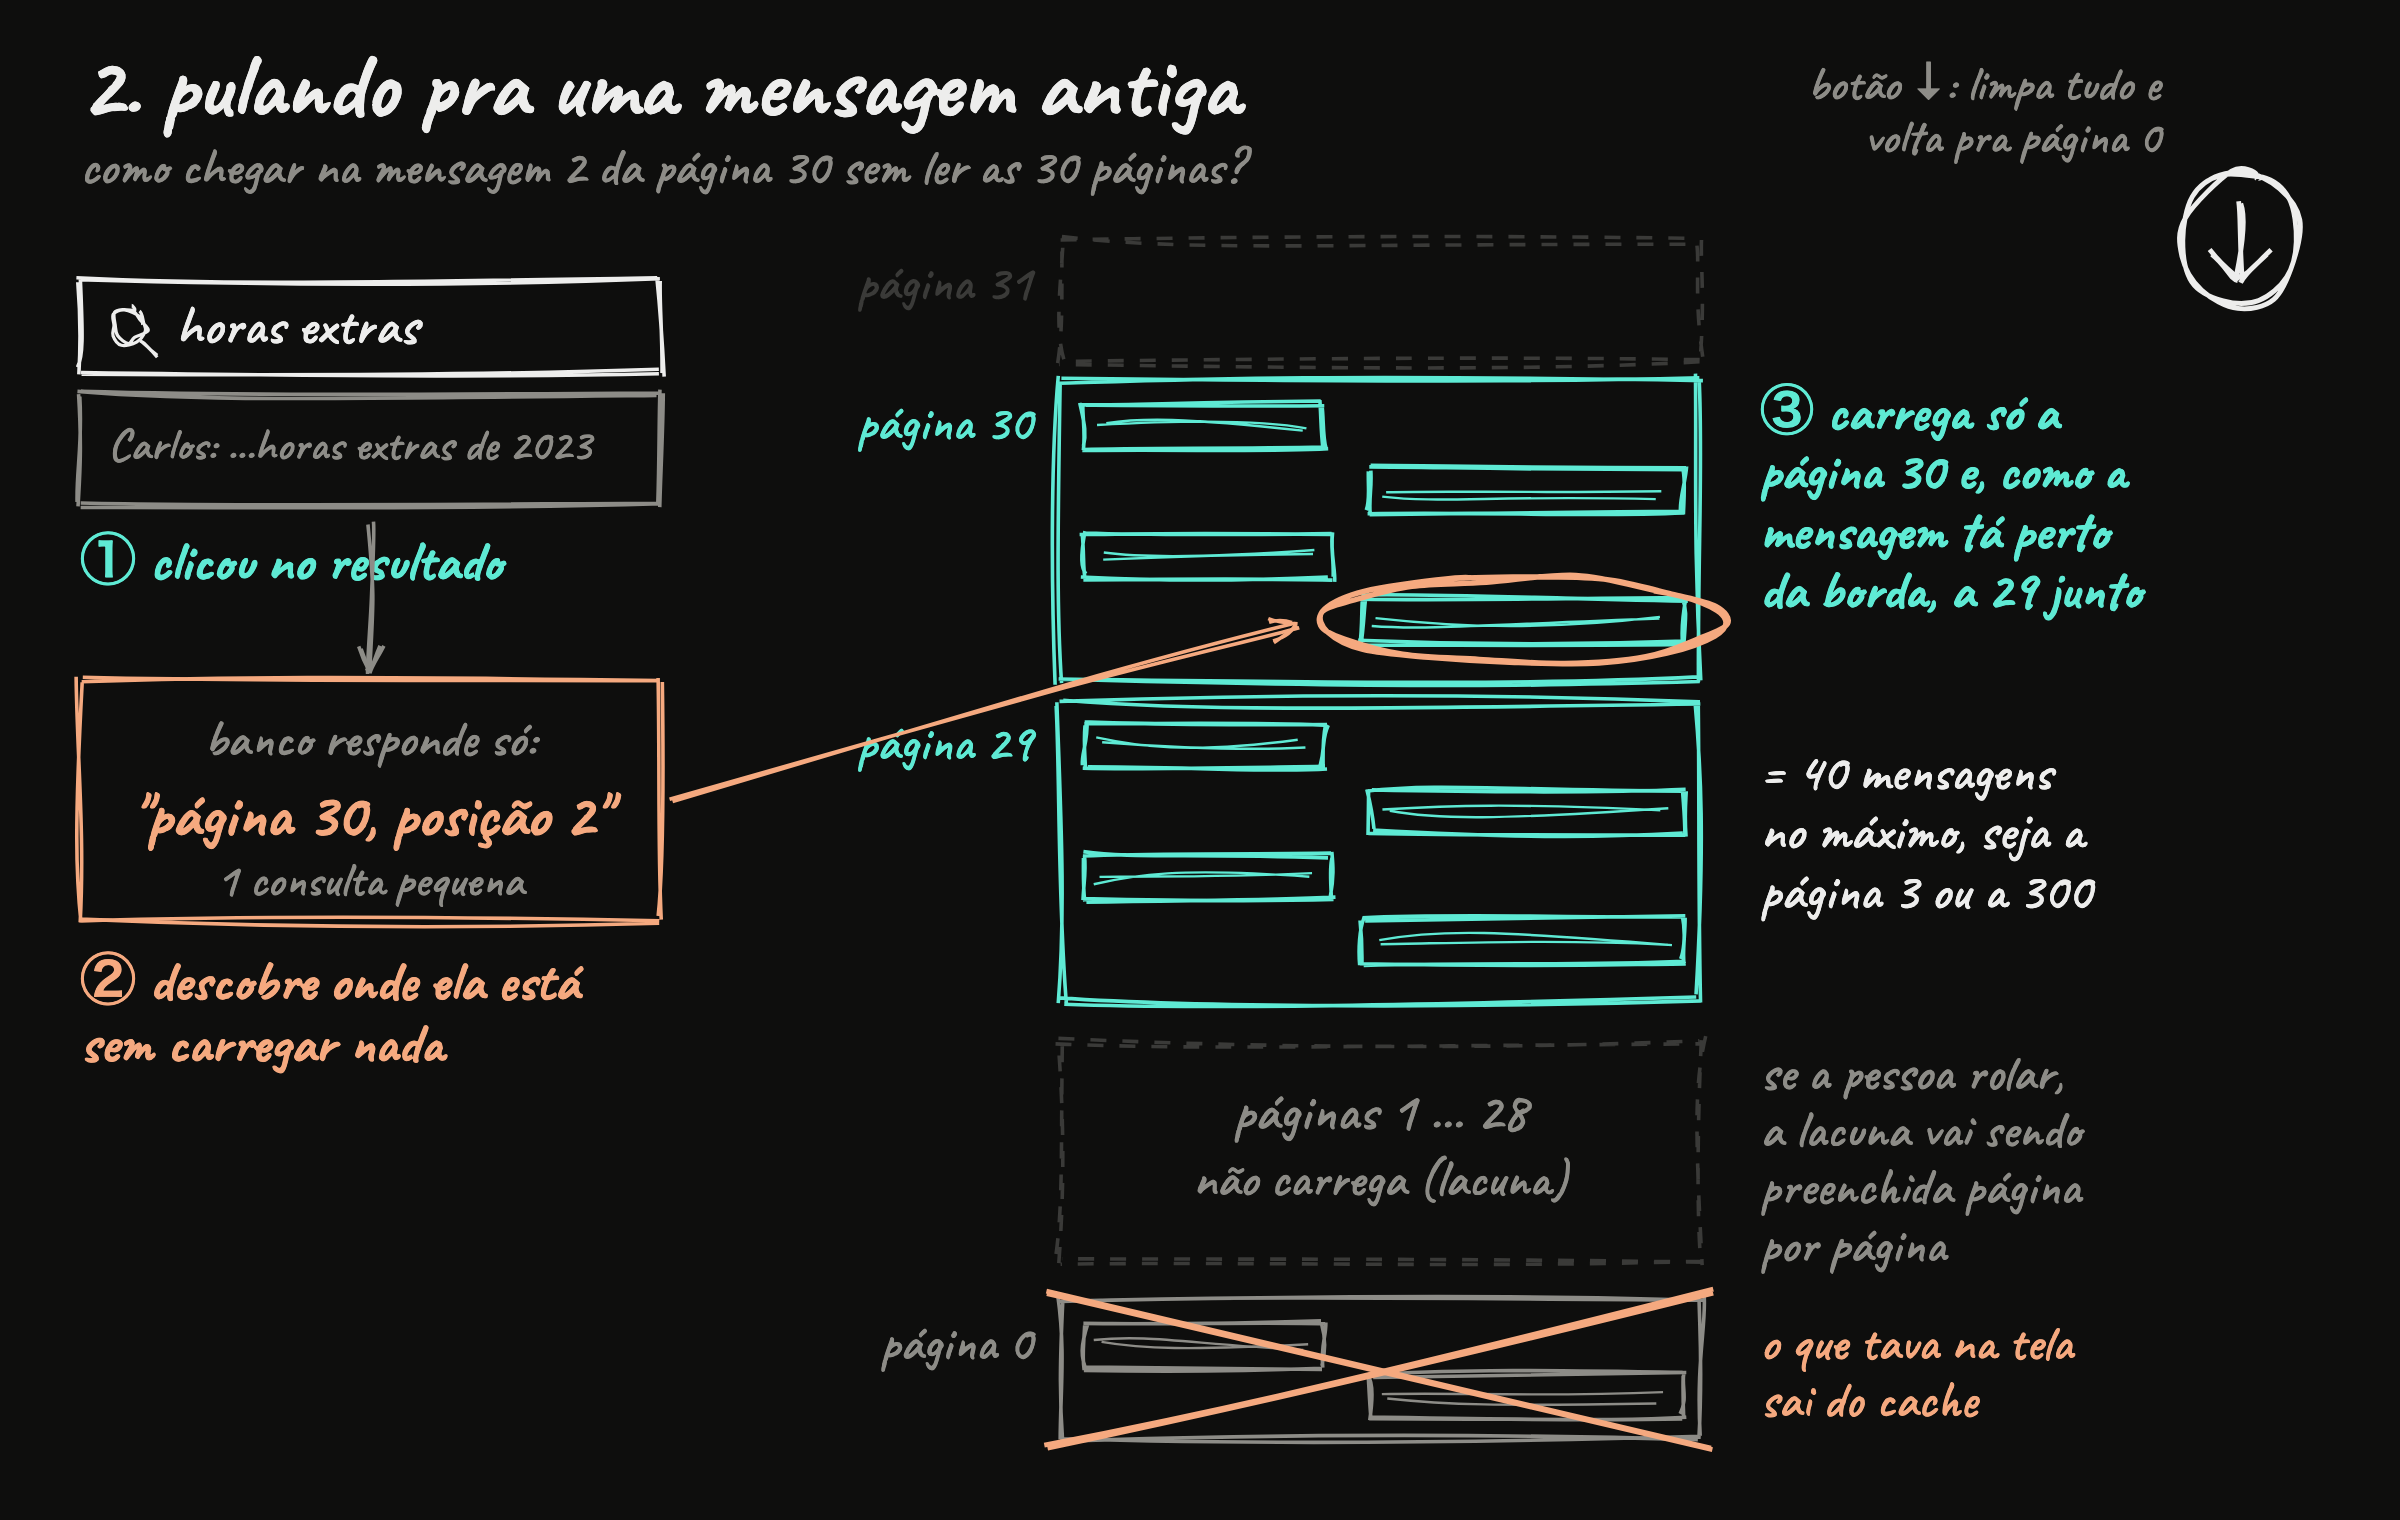 2. pulando pra uma mensagem antiga
como chegar na mensagem 2 da página 30 sem ler as 30 páginas?
botão ↓: limpa tudo e
volta pra página 0
horas extras
Carlos: ...horas extras de 2023
① clicou no resultado
banco responde só:
"página 30, posição 2"
1 consulta pequena
② descobre onde ela está
sem carregar nada
página 31
página 30
página 29
páginas 1 ... 28
não carrega (lacuna)
página 0
③ carrega só a
página 30 e, como a
mensagem tá perto
da borda, a 29 junto
= 40 mensagens
no máximo, seja a
página 3 ou a 300
se a pessoa rolar,
a lacuna vai sendo
preenchida página
por página
o que tava na tela
sai do cache